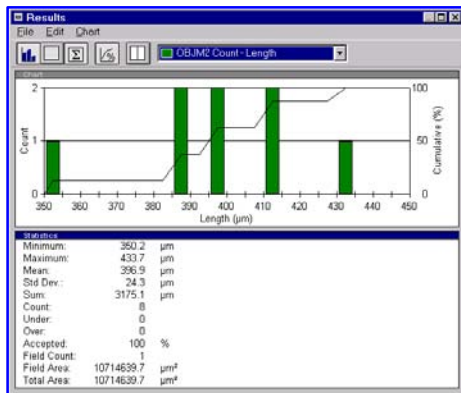 Results
File Edit Chart
Σ OBJM2 Count - Length
Chart
2 100
Count 1 50 Cumulative (%)
0 0
350 360 370 380 390 400 410 420 430 440 450
Length (µm)
Statistics
Minimum: 350.2 µm
Maximum: 433.7 µm
Mean: 396.9 µm
Std Dev.: 24.3 µm
Sum: 3175.1 µm
Count: 8
Under: 0
Over: 0
Accepted: 100 %
Field Count: 1
Field Area: 10714639.7 µm²
Total Area: 10714639.7 µm²